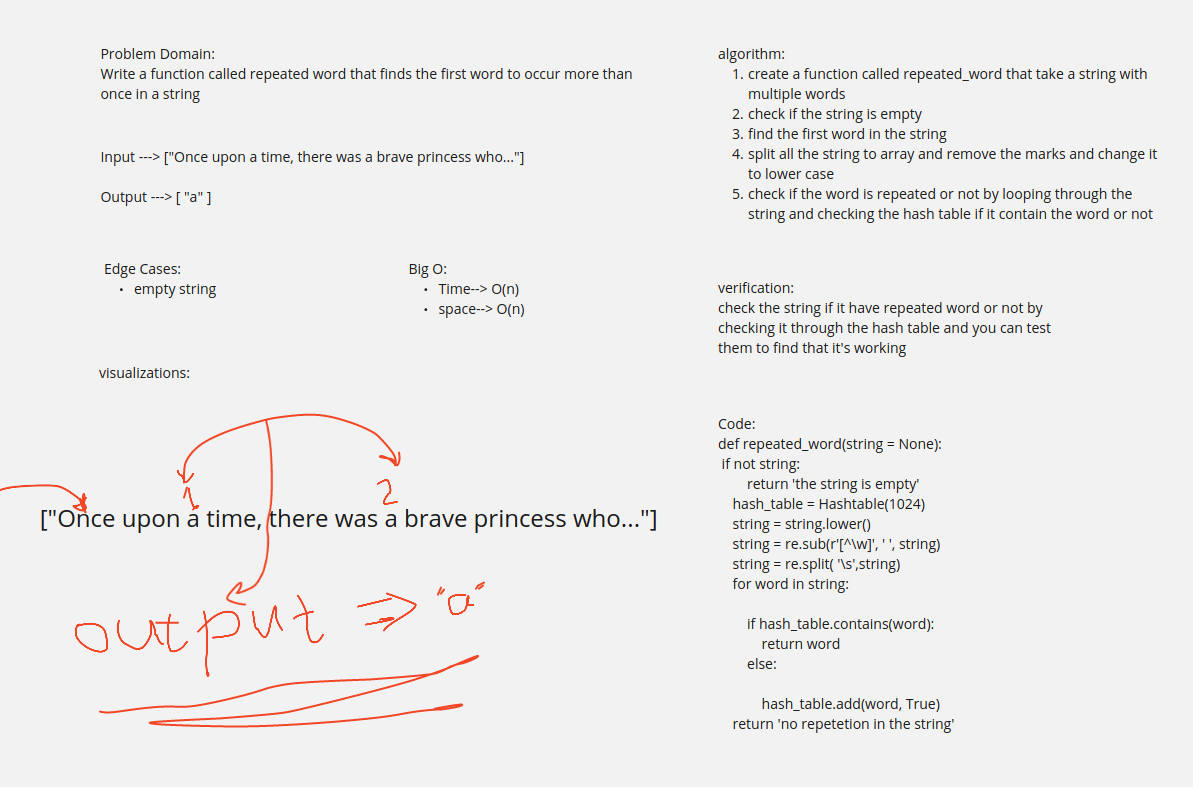 Problem Domain:
Write a function called repeated word that finds the first word to occur more than
once in a string
Input ---> ["Once upon a time, there was a brave princess who..."]
Output ---> [ "a" ]
Edge Cases:
• empty string
Big O:
• Time--> O(n)
• space--> O(n)
visualizations:
1
2
["Once upon a time, there was a brave princess who..."]
output ⇒ "a"
algorithm:
1. create a function called repeated_word that take a string with
multiple words
2. check if the string is empty
3. find the first word in the string
4. split all the string to array and remove the marks and change it
to lower case
5. check if the word is repeated or not by looping through the
string and checking the hash table if it contain the word or not
verification:
check the string if it have repeated word or not by
checking it through the hash table and you can test
them to find that it's working
Code:
def repeated_word(string = None):
if not string:
return 'the string is empty'
hash_table = Hashtable(1024)
string = string.lower()
string = re.sub(r'[^\w]', ' ', string)
string = re.split( '\s',string)
for word in string:
if hash_table.contains(word):
return word
else:
hash_table.add(word, True)
return 'no repetetion in the string'